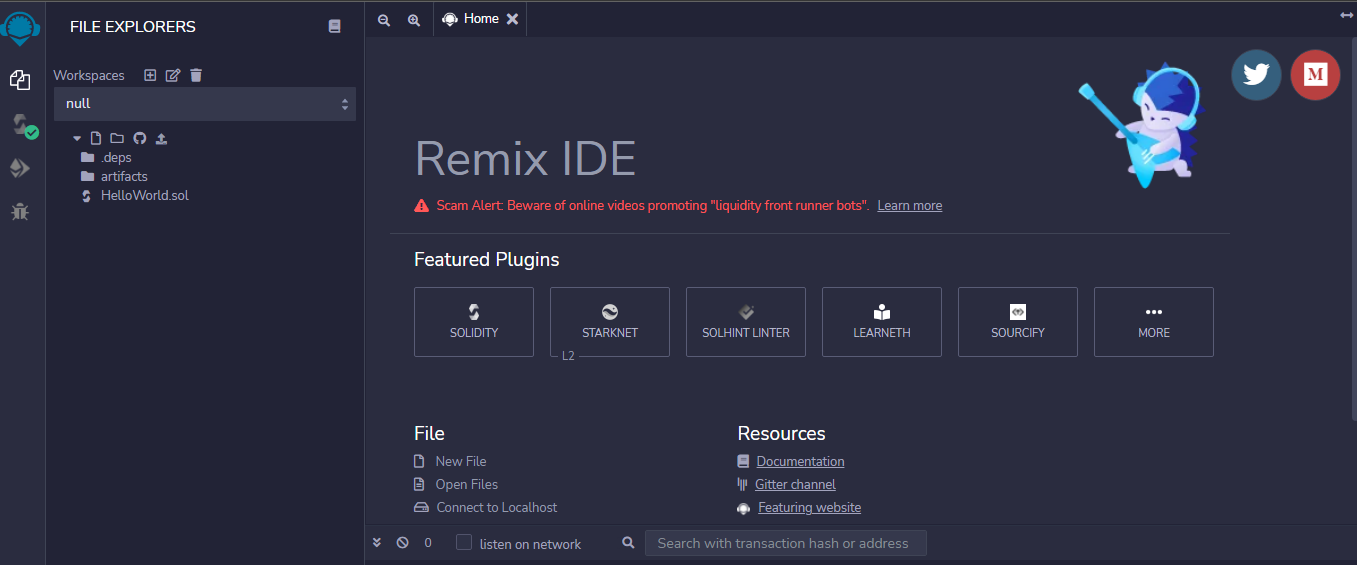 FILE EXPLORERS
Home
Workspaces
null
.deps
artifacts
HelloWorld.sol
M
Remix IDE
Scam Alert: Beware of online videos promoting "liquidity front runner bots". Learn more
Featured Plugins
SOLIDITY STARKNET SOLHINT LINTER LEARNETH SOURCIFY MORE
L2
File
New File
Open Files
Connect to Localhost
Resources
Documentation
Gitter channel
Featuring website
0 listen on network Search with transaction hash or address